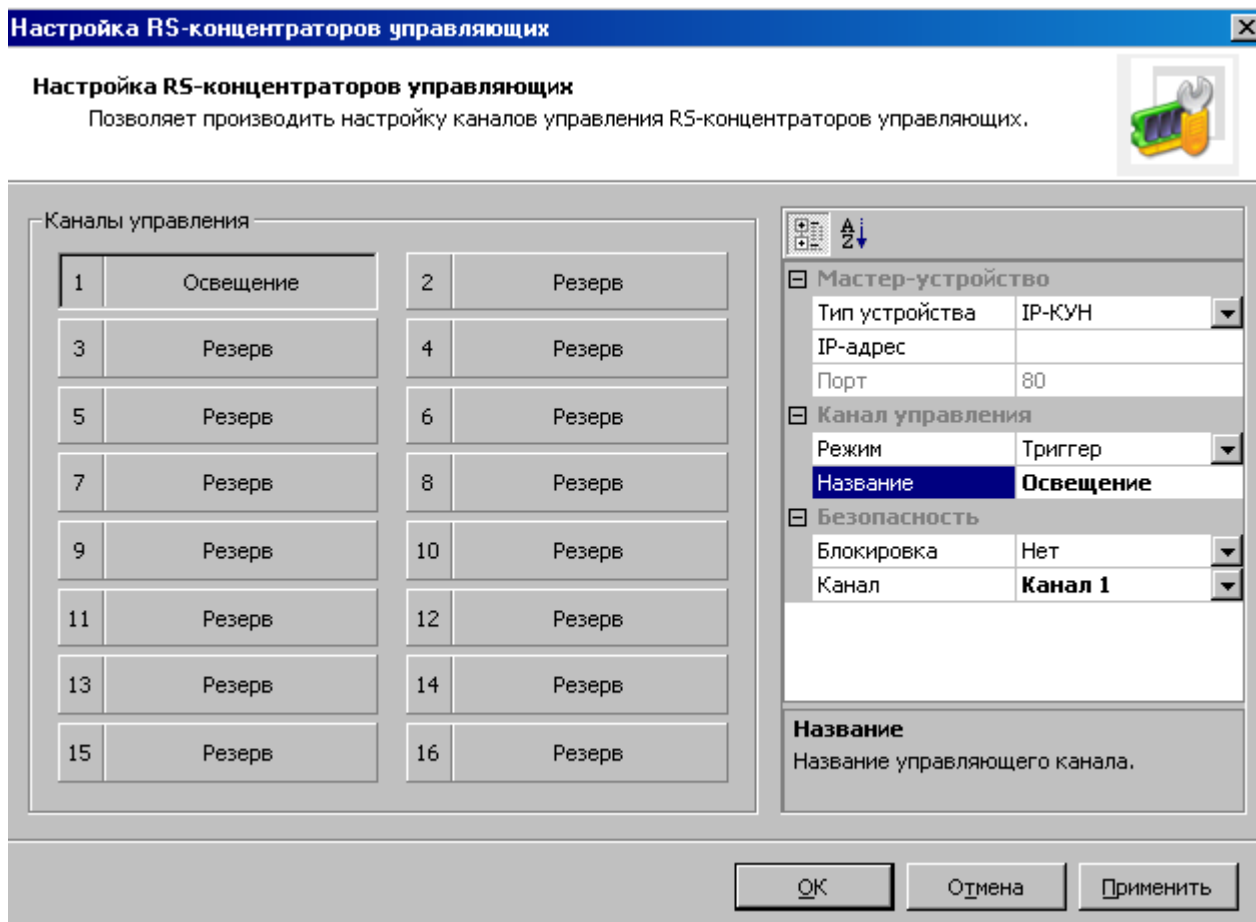 Настройка RS-концентраторов управляющих
Настройка RS-концентраторов управляющих
Позволяет производить настройку каналов управления RS-концентраторов управляющих.
Каналы управления
1 Освещение 2 Резерв
3 Резерв 4 Резерв
5 Резерв 6 Резерв
7 Резерв 8 Резерв
9 Резерв 10 Резерв
11 Резерв 12 Резерв
13 Резерв 14 Резерв
15 Резерв 16 Резерв
A
Z
Мастер-устройство
Тип устройства IP-КУН
IP-адрес
Порт 80
Канал управления
Режим Триггер
Название Освещение
Безопасность
Блокировка Нет
Канал Канал 1
Название
Название управляющего канала.
OK Отмена Применить